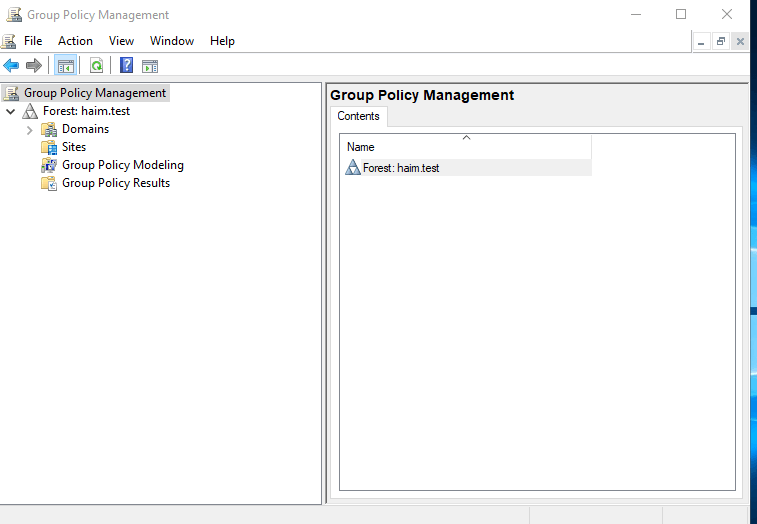 Group Policy Management
File Action View Window Help
Group Policy Management
Forest: haim.test
Domains
Sites
Group Policy Modeling
Group Policy Results
Group Policy Management
Contents
Name
Forest: haim.test